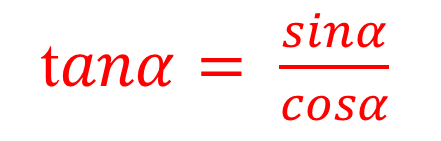 tanα = sinα/cosα